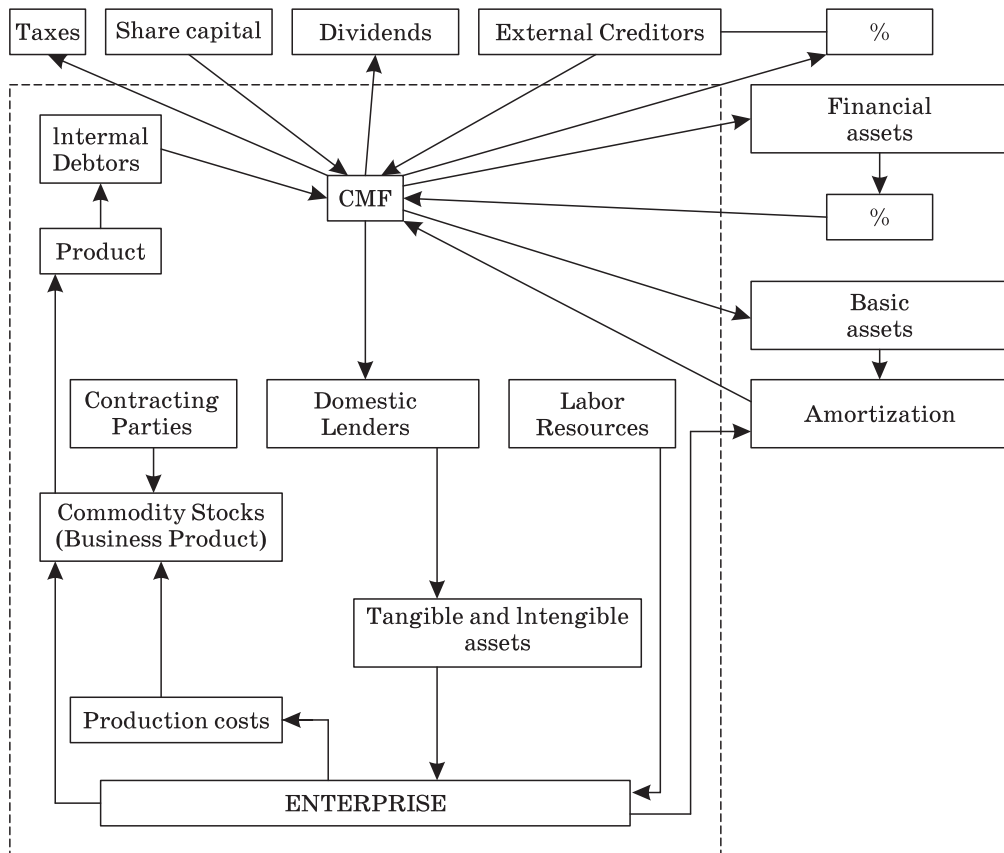 Taxes
Share capital
Dividends
External Creditors
%
Financial
assets
lntermal
Debtors
CMF
%
Product
Basic
assets
Contracting
Parties
Domestic
Lenders
Labor
Resources
Amortization
Commodity Stocks
(Business Product)
Tangible and lntengible
assets
Production costs
ENTERPRISE